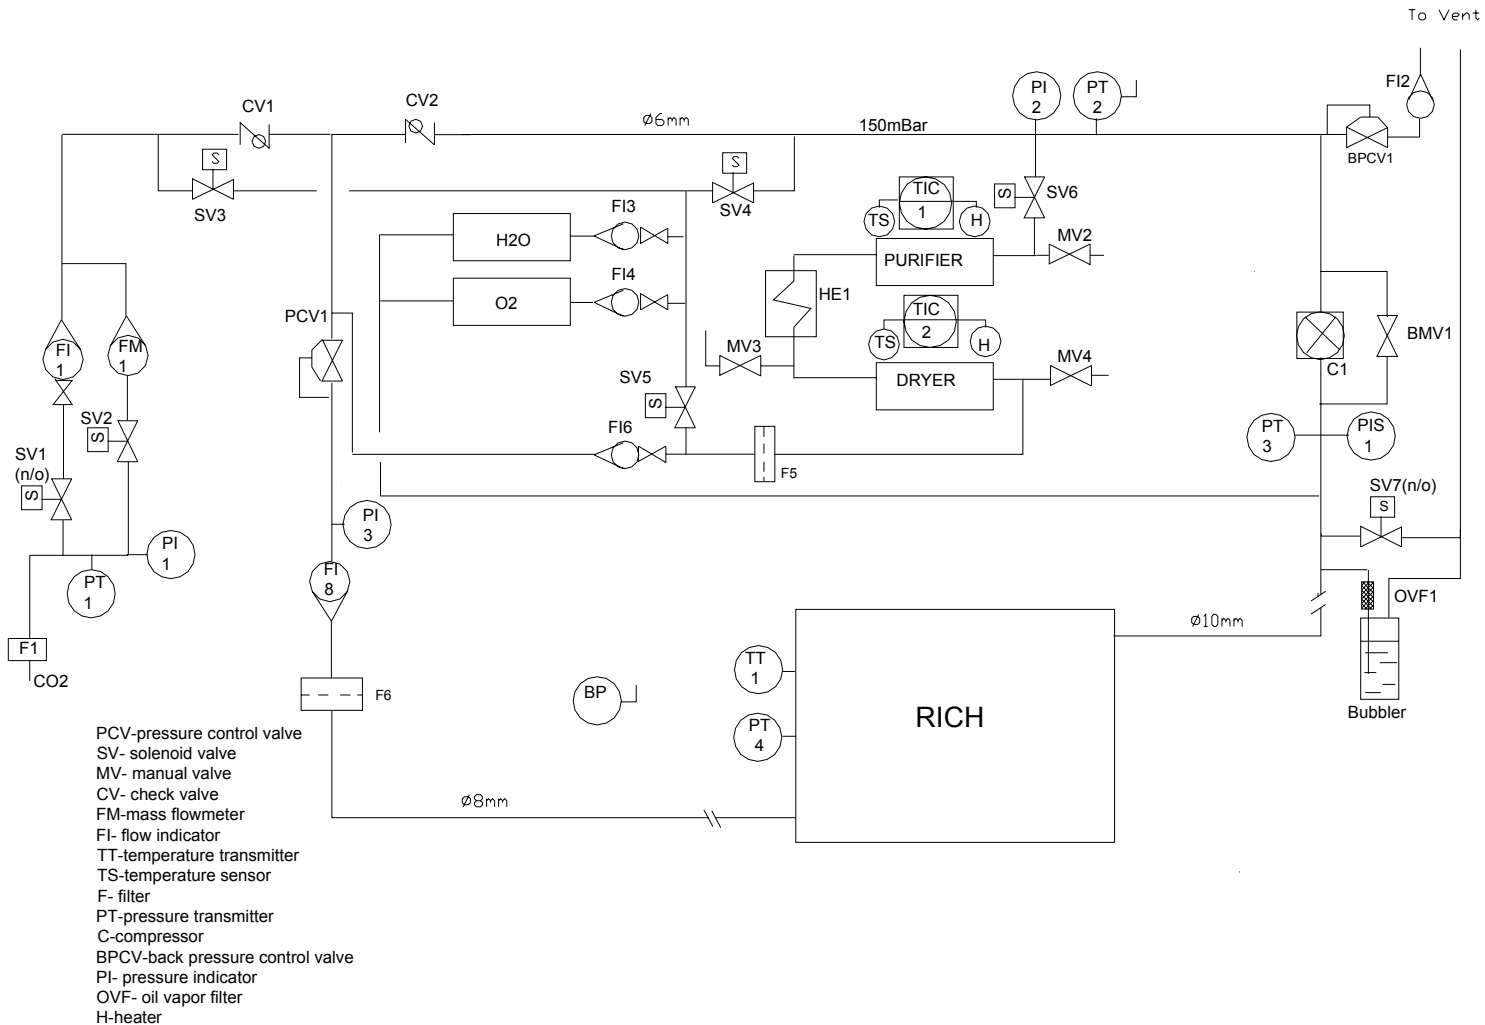 To Vent
FI2
PI
2
PT
2
CV1
CV2
Ø6mm
150mBar
BPCV1
S
SV3
S
SV4
TIC
1
TS
H
S
SV6
FI3
H2O
MV2
PURIFIER
FI4
O2
HE1
TIC
2
TS
H
PCV1
BMV1
C1
FI
1
FM
1
MV3
MV4
DRYER
SV5
S
SV2
S
FI6
F5
PT
3
PIS
1
SV1
(n/o)
S
SV7(n/o)
S
PI
3
PI
1
PT
1
FI
8
OVF1
Ø10mm
F1
CO2
TT
1
F6
BP
RICH
PT
4
Bubbler
Ø8mm
PCV-pressure control valve
SV- solenoid valve
MV- manual valve
CV- check valve
FM-mass flowmeter
FI- flow indicator
TT-temperature transmitter
TS-temperature sensor
F- filter
PT-pressure transmitter
C-compressor
BPCV-back pressure control valve
PI- pressure indicator
OVF- oil vapor filter
H-heater